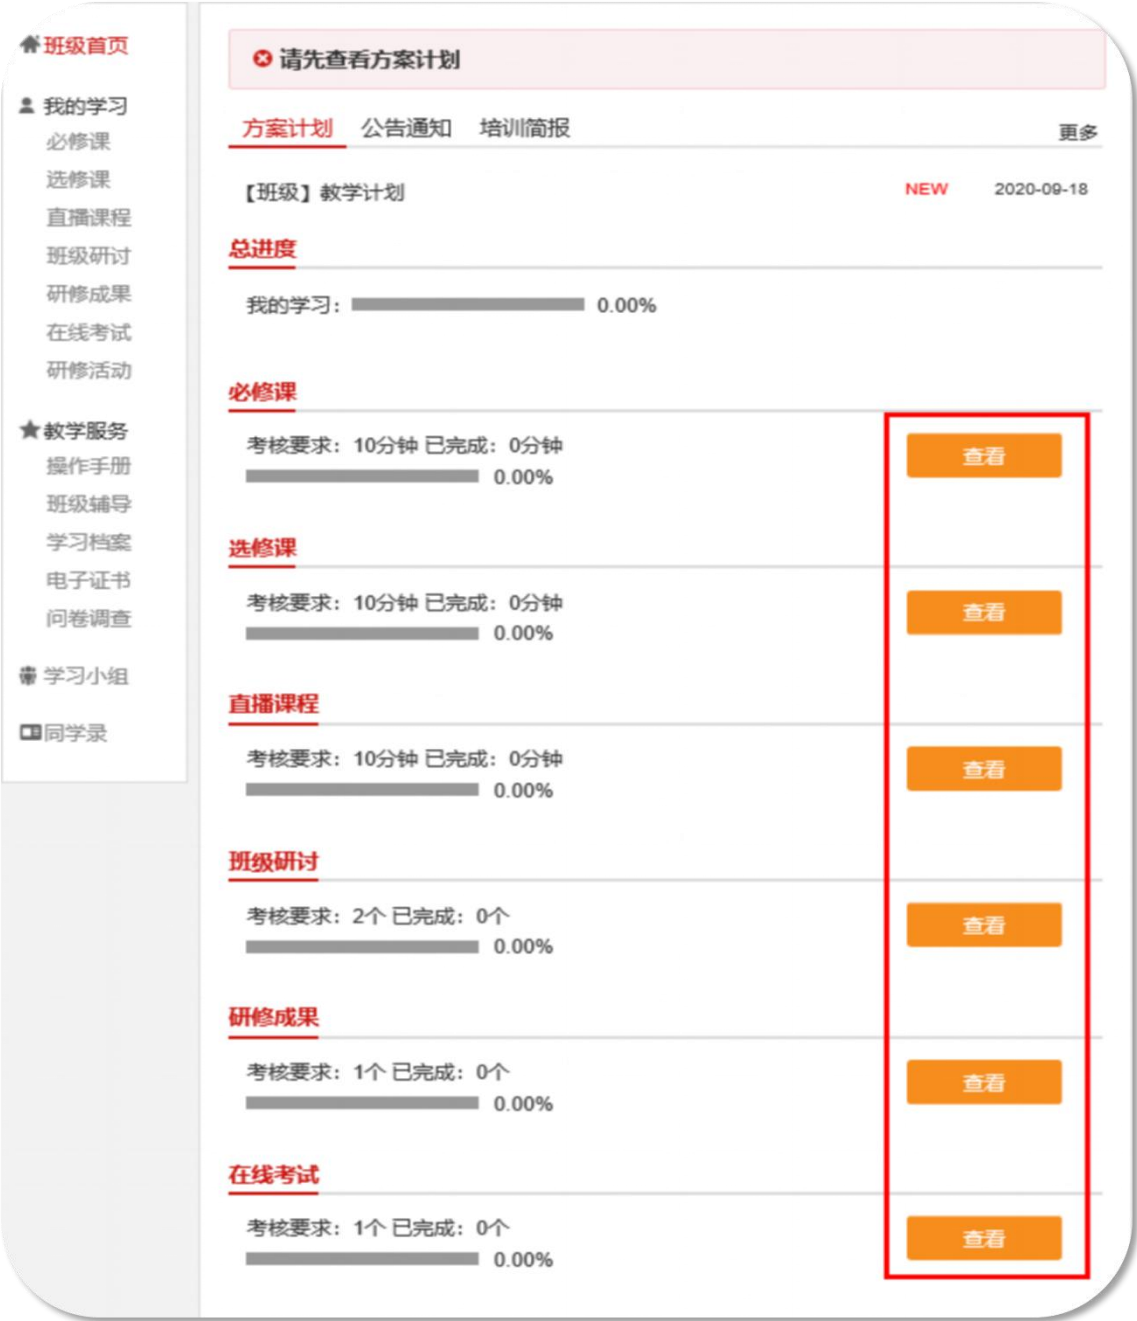 班级首页
我的学习
必修课
选修课
直播课程
班级研讨
研修成果
在线考试
研修活动
教学服务
操作手册
班级辅导
学习档案
电子证书
问卷调查
学习小组
同学录
请先查看方案计划
方案计划 公告通知 培训简报 更多
【班级】教学计划 NEW 2020-09-18
总进度
我的学习： 0.00%
必修课
考核要求：10分钟 已完成：0分钟
0.00%
查看
选修课
考核要求：10分钟 已完成：0分钟
0.00%
查看
直播课程
考核要求：10分钟 已完成：0分钟
0.00%
查看
班级研讨
考核要求：2个 已完成：0个
0.00%
查看
研修成果
考核要求：1个 已完成：0个
0.00%
查看
在线考试
考核要求：1个 已完成：0个
0.00%
查看